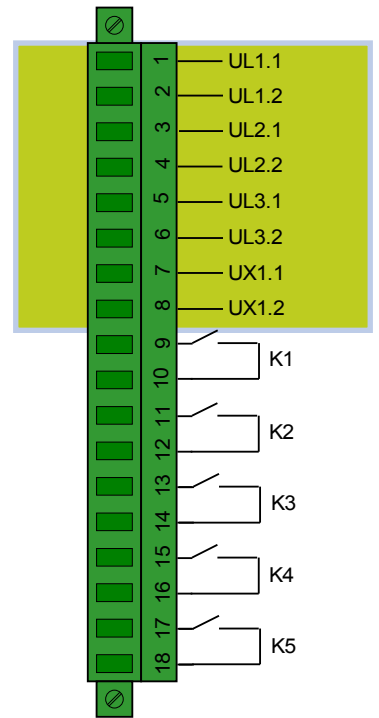 1 UL1.1
2 UL1.2
3 UL2.1
4 UL2.2
5 UL3.1
6 UL3.2
7 UX1.1
8 UX1.2
9
K1
10
11
K2
12
13
K3
14
15
K4
16
17
K5
18